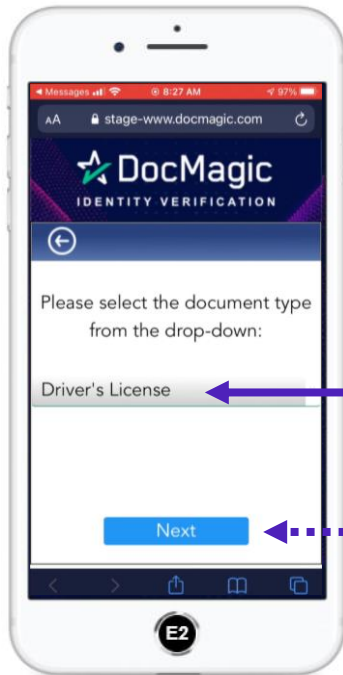 Messages 8:27 AM 97%
AA stage-www.docmagic.com
DocMagic
IDENTITY VERIFICATION
Please select the document type
from the drop-down:
Driver's License
Next
E2